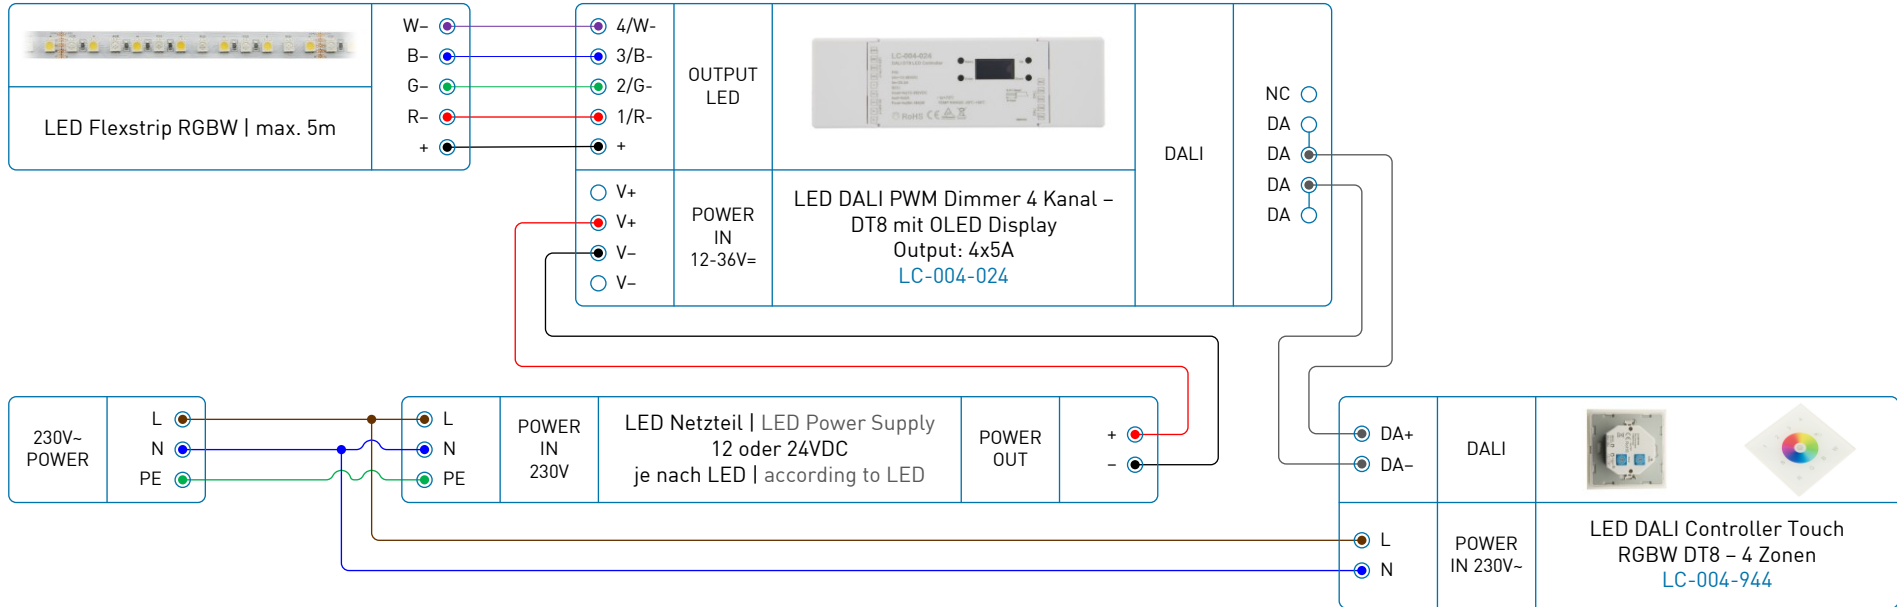 W–
B–
G–
R–
+
LED Flexstrip RGBW | max. 5m
4/W-
3/B-
2/G-
1/R-
+
OUTPUT
LED
LC-004-024
RoHS
V+
V+
V–
V–
POWER
IN
12-36V=
LED DALI PWM Dimmer 4 Kanal –
DT8 mit OLED Display
Output: 4x5A
LC-004-024
DALI
NC
DA
DA
DA
DA
230V~
POWER
L
N
PE
L
N
PE
POWER
IN
230V
LED Netzteil | LED Power Supply
12 oder 24VDC
je nach LED | according to LED
POWER
OUT
+
–
DA+
DA–
DALI
L
N
POWER
IN 230V~
LED DALI Controller Touch
RGBW DT8 – 4 Zonen
LC-004-944